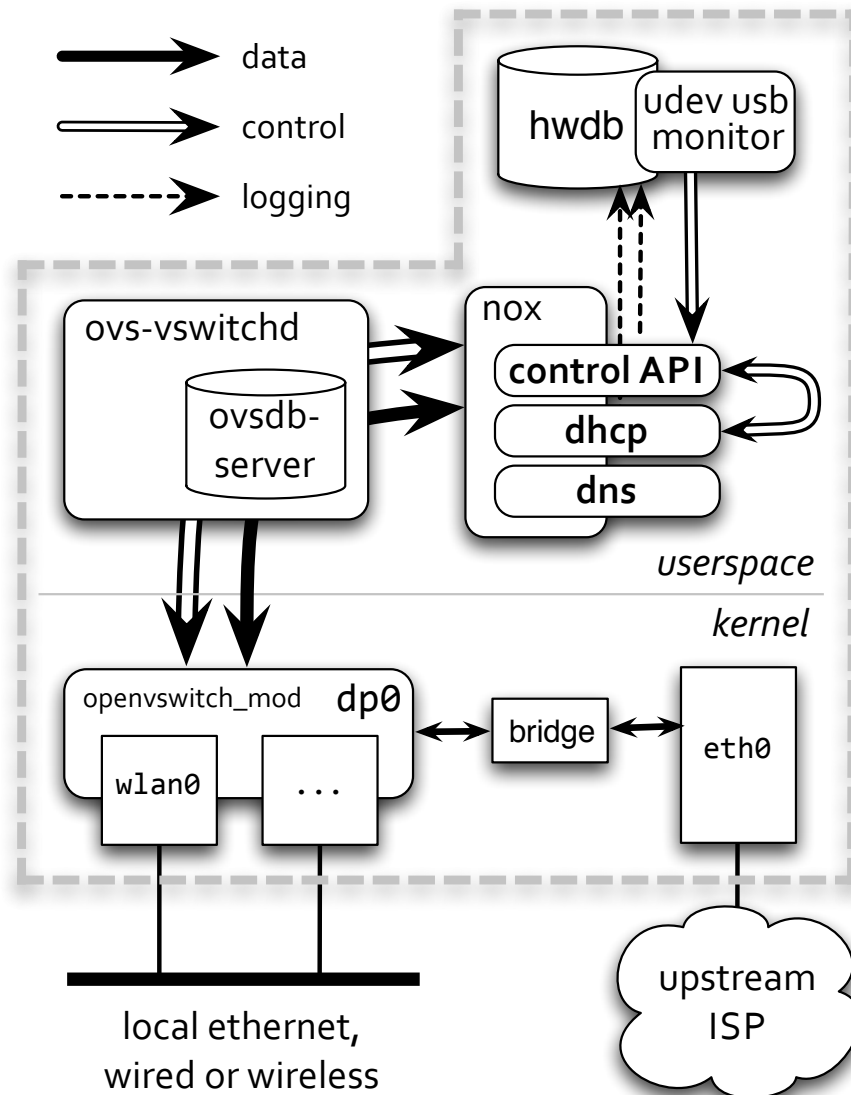 data
control
logging
hwdb
udev usb
monitor
ovs-vswitchd
ovsdb-
server
nox
control API
dhcp
dns
userspace
kernel
openvswitch_mod
dp0
wlan0
...
bridge
eth0
local ethernet,
wired or wireless
upstream
ISP